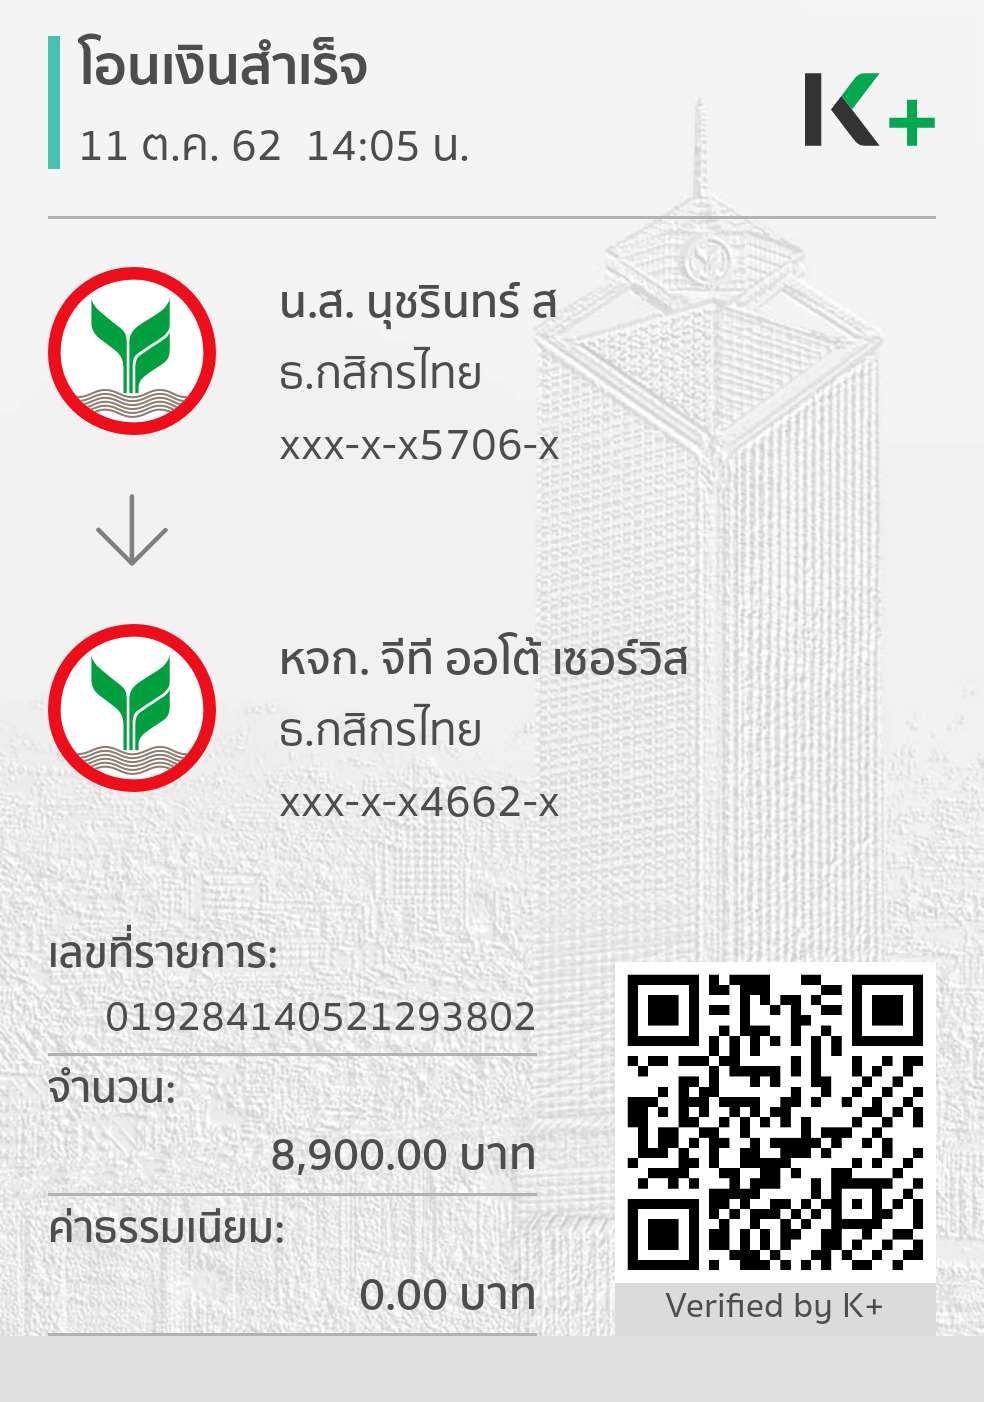 โอนเงินสำเร็จ
11 ต.ค. 62 14:05 น.
K+
น.ส. นุชรินทร์ ส
ธ.กสิกรไทย
xxx-x-x5706-x
หจก. จีที ออโต้ เซอร์วิส
ธ.กสิกรไทย
xxx-x-x4662-x
เลขที่รายการ:
019284140521293802
จำนวน:
8,900.00 บาท
ค่าธรรมเนียม:
0.00 บาท
Verified by K+